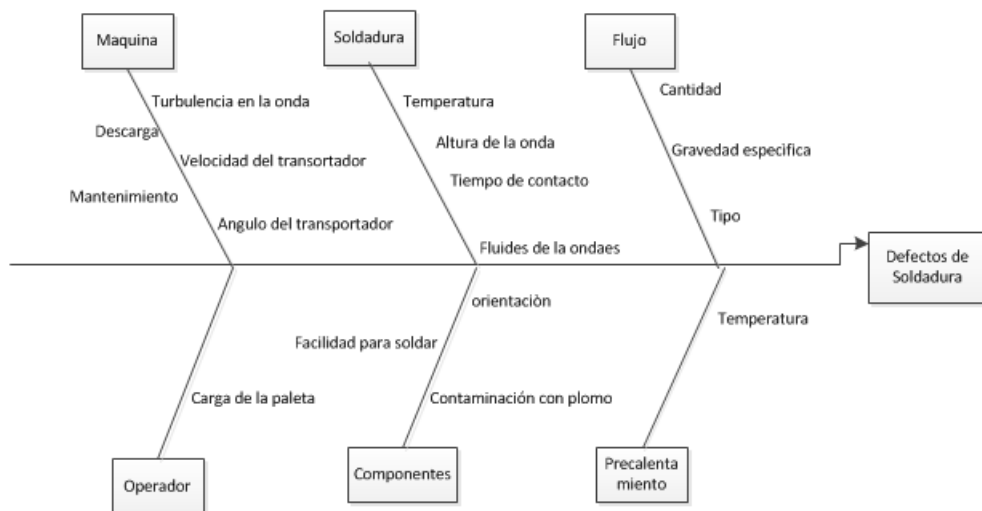 Maquina
Soldadura
Flujo
Turbulencia en la onda
Descarga
Velocidad del transortador
Mantenimiento
Angulo del transportador
Temperatura
Altura de la onda
Tiempo de contacto
Fluides de la ondaes
Cantidad
Gravedad especìfica
Tipo
Defectos de
Soldadura
Carga de la paleta
Operador
orientaciòn
Facilidad para soldar
Contaminación con plomo
Componentes
Temperatura
Precalenta
miento